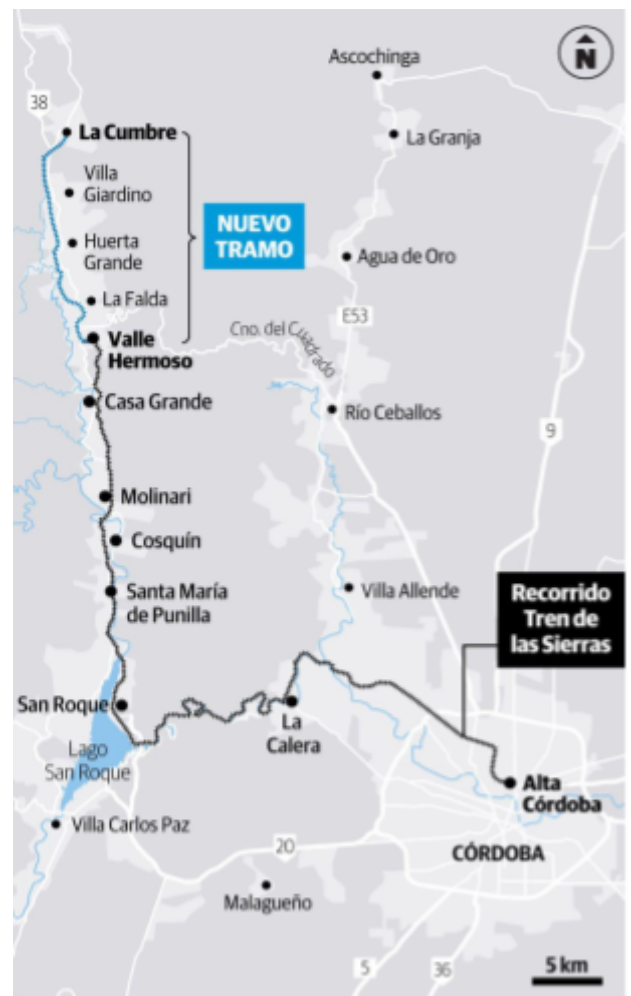 N
Ascochinga
38
La Cumbre
La Granja
Villa
Giardino
NUEVO
TRAMO
Huerta
Grande
Agua de Oro
La Falda
E53
Cno. del Cuadrado
Valle
Hermoso
Casa Grande
Río Ceballos
9
Molinari
Cosquín
Santa María
de Punilla
Villa Allende
Recorrido
Tren de
las Sierras
San Roque
La
Calera
Lago
San Roque
Alta
Córdoba
Villa Carlos Paz
20
CÓRDOBA
Malagueño
5
36
5 km